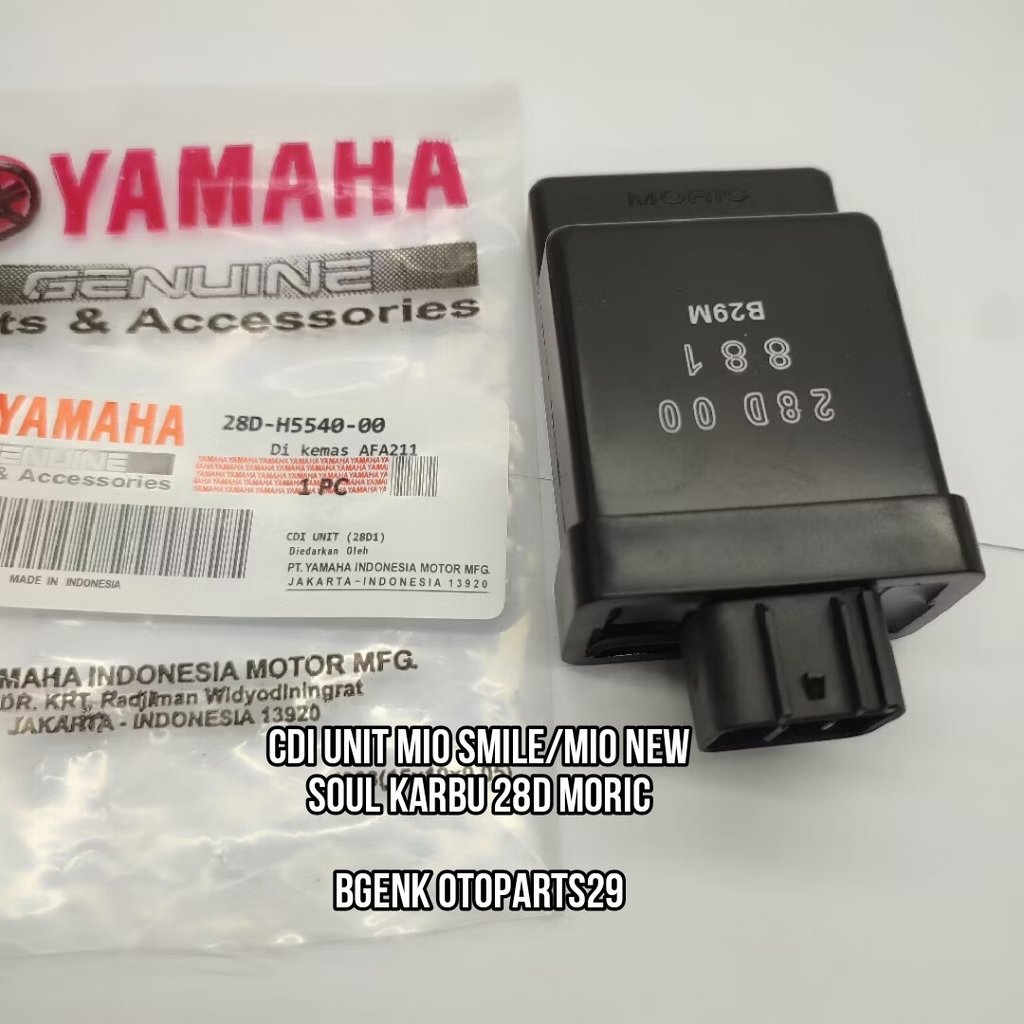 YAMAHA
GENUINE
ts & Accessories
YAMAHA
GENUINE
& Accessories
28D-H5540-00
Di kemas AFA211
1 PC
CDI UNIT (28D1)
Diedarkan Oleh
PT. YAMAHA INDONESIA MOTOR MFG.
JAKARTA-INDONESIA 13920
MADE IN INDONESIA
MAHA INDONESIA MOTOR MFG.
DR. KRT, Radjiman Widyodiningrat
JAKARTA - INDONESIA 13920
MORIC
28D 00
881
B29M
CDI UNIT MIO SMILE/MIO NEW
SOUL KARBU 28D MORIC
BGENK OTOPARTS29